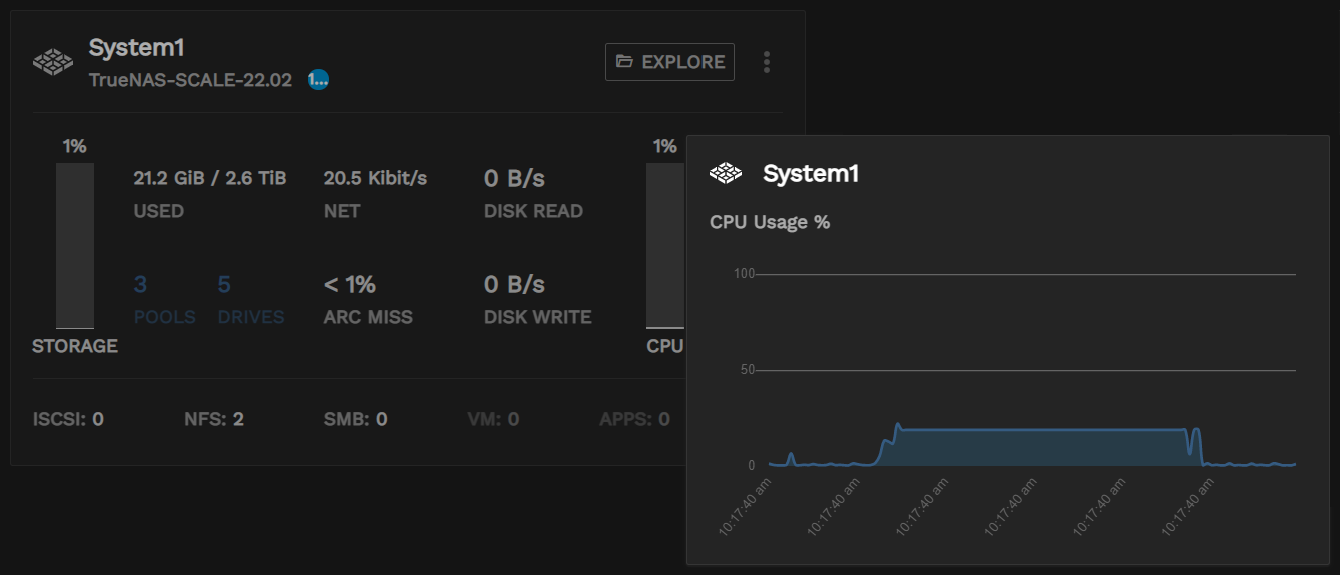 System1
TrueNAS-SCALE-22.02 1...
EXPLORE
1%
STORAGE
21.2 GiB / 2.6 TiB
USED
20.5 Kibit/s
NET
0 B/s
DISK READ
3
POOLS
5
DRIVES
< 1%
ARC MISS
0 B/s
DISK WRITE
1%
CPU
ISCSI: 0
NFS: 2
SMB: 0
VM: 0
APPS: 0
System1
CPU Usage %
100
50
0
10:17:40 am
10:17:40 am
10:17:40 am
10:17:40 am
10:17:40 am
10:17:40 am